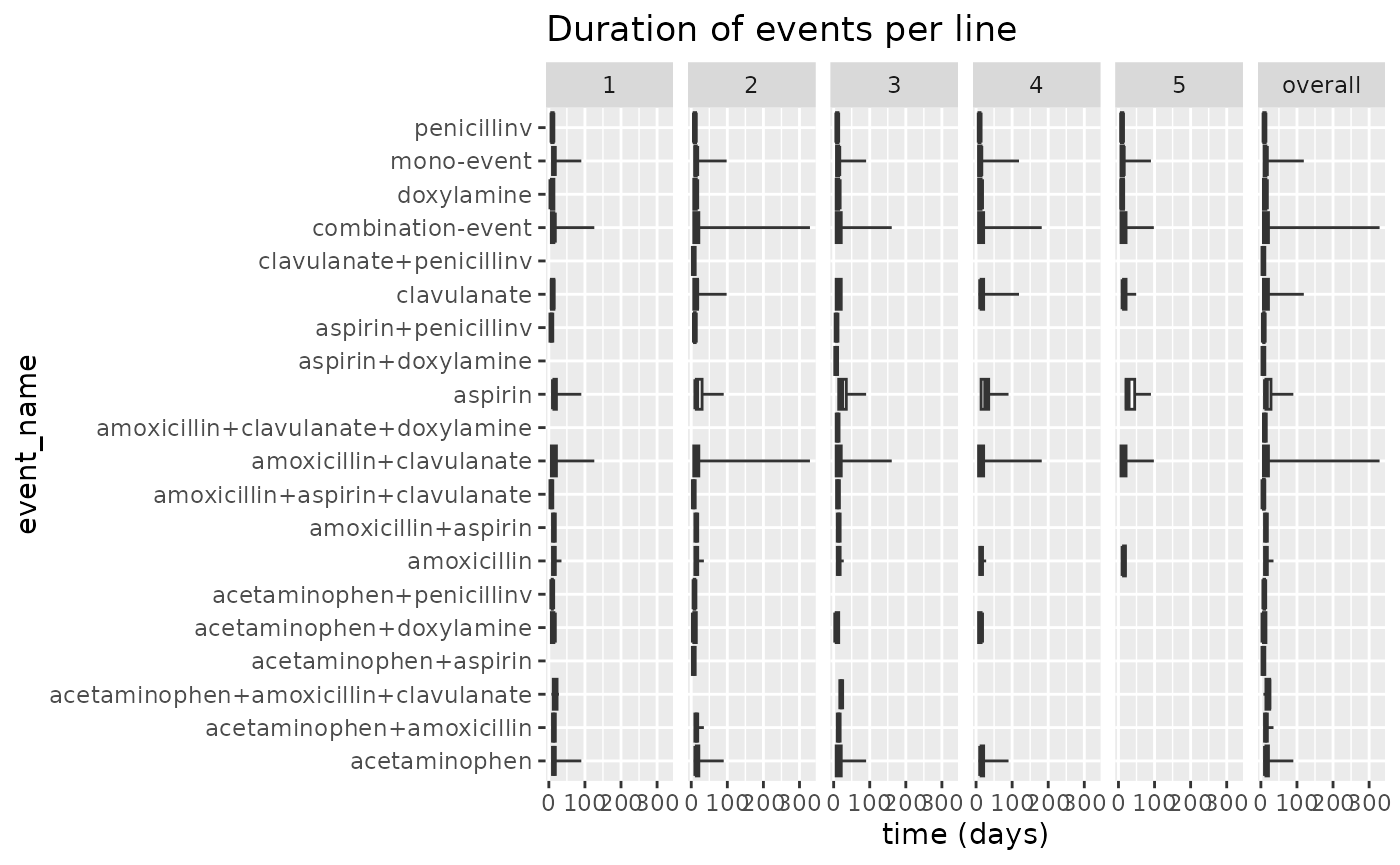 Duration of events per line
1 2 3 4 5 overall
penicillinv
mono-event
doxylamine
combination-event
clavulanate+penicillinv
clavulanate
aspirin+penicillinv
aspirin+doxylamine
aspirin
amoxicillin+clavulanate+doxylamine
amoxicillin+clavulanate
amoxicillin+aspirin+clavulanate
amoxicillin+aspirin
amoxicillin
acetaminophen+penicillinv
acetaminophen+doxylamine
acetaminophen+aspirin
acetaminophen+amoxicillin+clavulanate
acetaminophen+amoxicillin
acetaminophen
event_name
0 100 200 300 0 100 200 300 0 100 200 300 0 100 200 300 0 100 200 300 0 100 200 300
time (days)